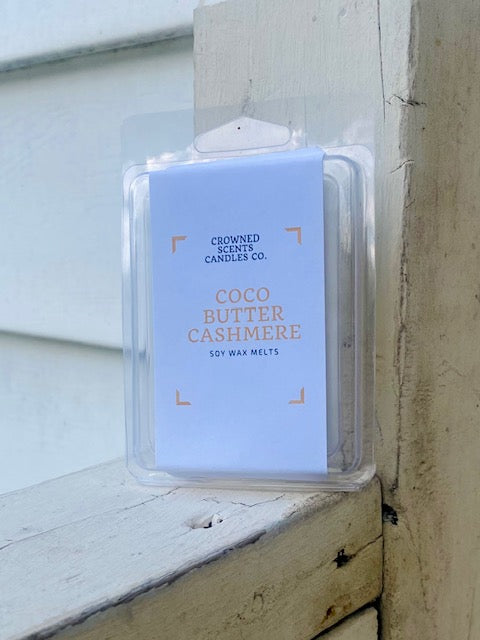 CROWNED
SCENTS
CANDLES CO.
COCO
BUTTER
CASHMERE
SOY WAX MELTS